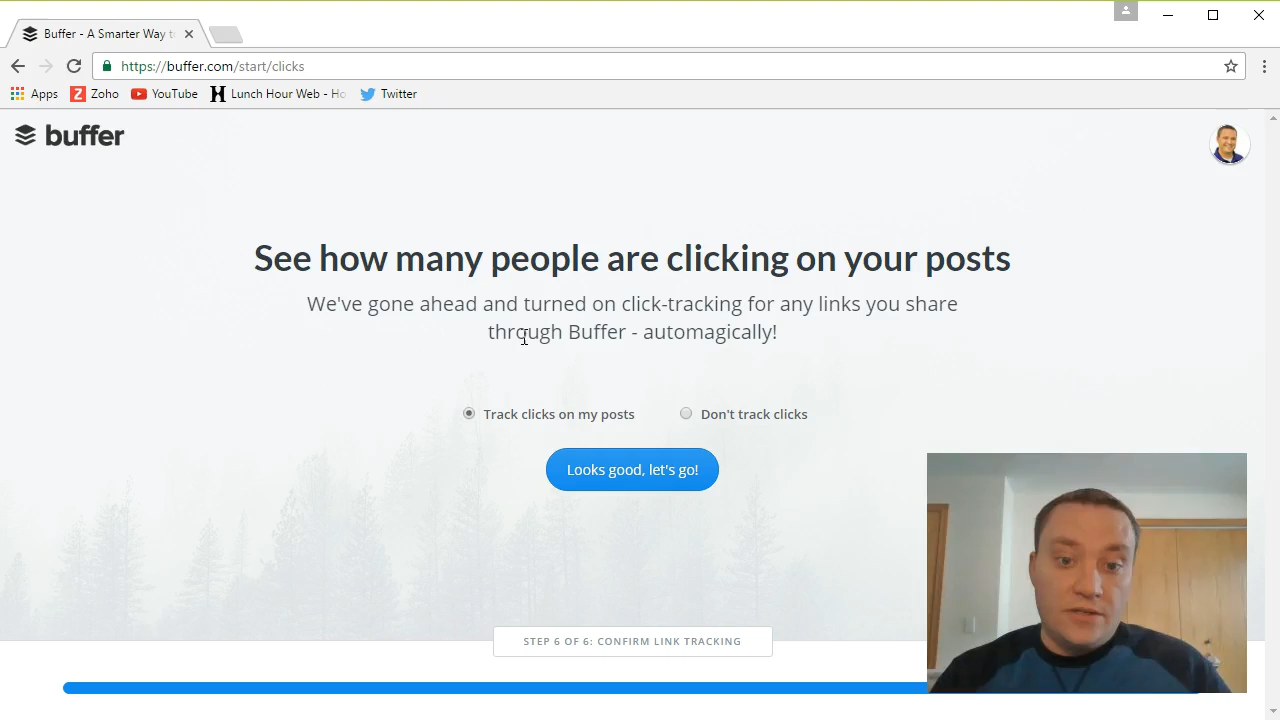 Buffer - A Smarter Way to
https://buffer.com/start/clicks
Apps
Zoho
YouTube
Lunch Hour Web - Ho
Twitter
buffer
See how many people are clicking on your posts
We've gone ahead and turned on click-tracking for any links you share
through Buffer - automagically!
Track clicks on my posts
Don't track clicks
Looks good, let's go!
STEP 6 OF 6: CONFIRM LINK TRACKING